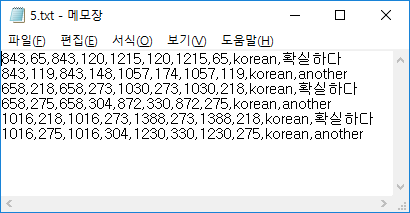 5.txt - 메모장
파일(F) 편집(E) 서식(O) 보기(V) 도움말(H)
843,65,843,120,1215,120,1215,65,korean,확실하다
843,119,843,148,1057,174,1057,119,korean,another
658,218,658,273,1030,273,1030,218,korean,확실하다
658,275,658,304,872,330,872,275,korean,another
1016,218,1016,273,1388,273,1388,218,korean,확실하다
1016,275,1016,304,1230,330,1230,275,korean,another